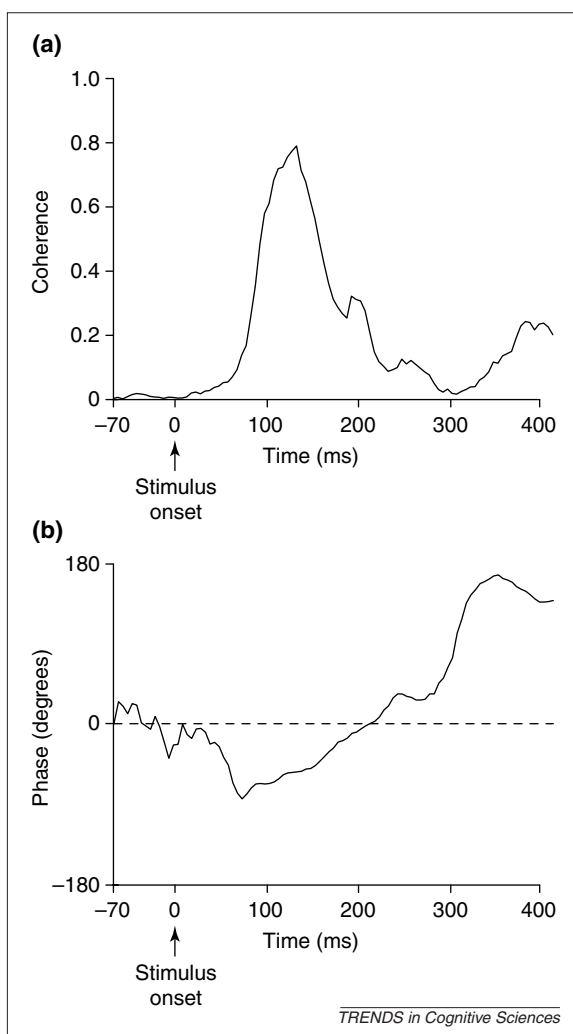 (a)
1.0
0.8
0.6
0.4
0.2
0
Coherence
–70 0 100 200 300 400
Time (ms)
Stimulus
onset
(b)
180
0
–180
Phase (degrees)
–70 0 100 200 300 400
Time (ms)
Stimulus
onset
TRENDS in Cognitive Sciences